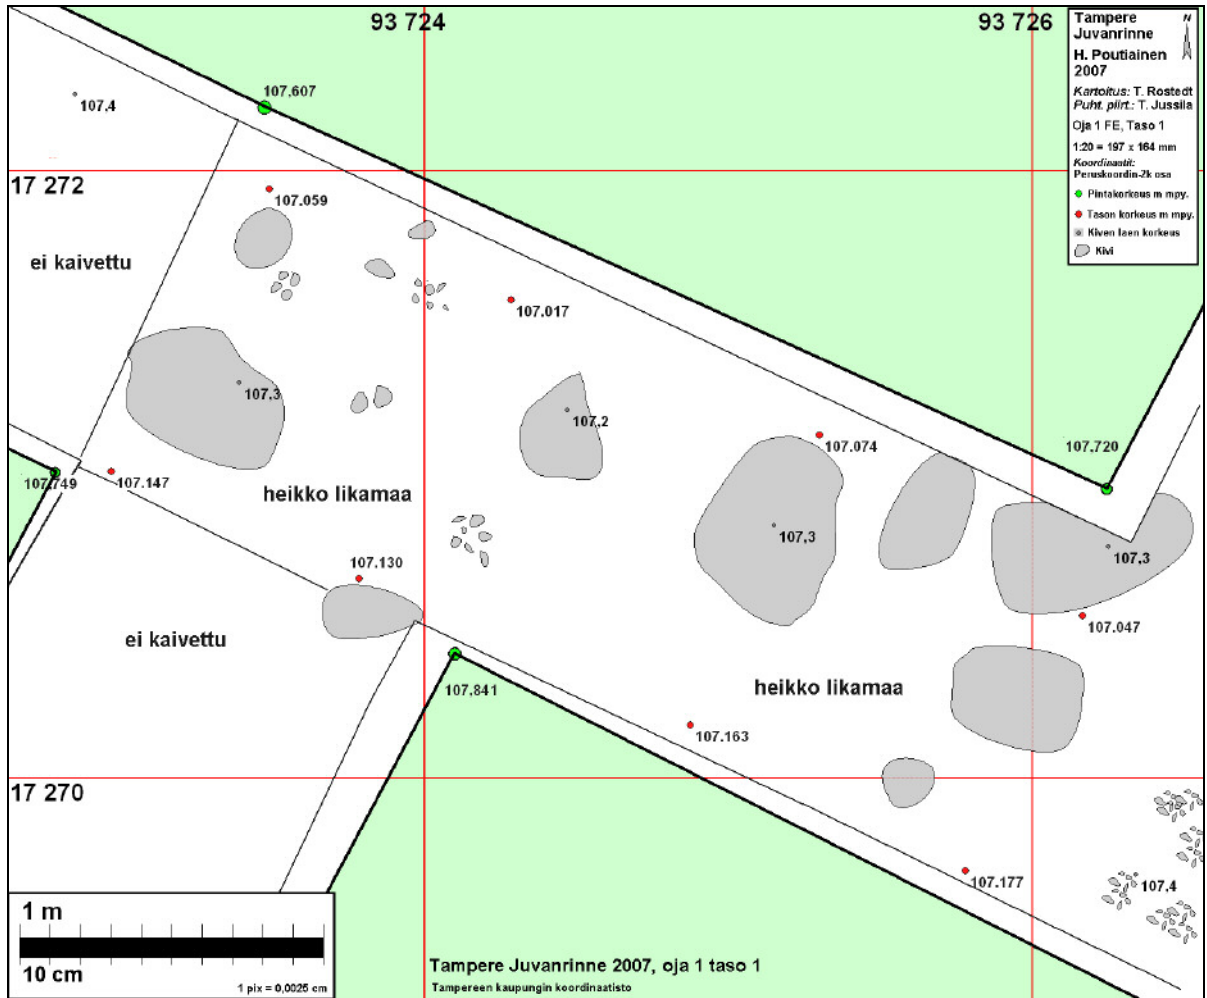 93 724
93 726
Tampere
Juvanrinne
N
H. Poutiainen
2007
Kartoitus: T. Rostedt
Puht. piirt.: T. Jussila
Oja 1 FE, Taso 1
1:20 = 197 x 164 mm
Koordinaatit:
Peruskoordin-2k osa
Pintakorkeus m mpy.
Tason korkeus m mpy.
Kiven laen korkeus
Kivi
107,607
107,4
17 272
107.059
ei kaivettu
107.017
107,3
107,2
107.074
107,720
107,749
107.147
heikko likamaa
107,3
107,3
107.130
107.047
ei kaivettu
107,841
heikko likamaa
107.163
17 270
107.177
107,4
1 m
10 cm
1 pix = 0,0025 cm
Tampere Juvanrinne 2007, oja 1 taso 1
Tampereen kaupungin koordinaatisto